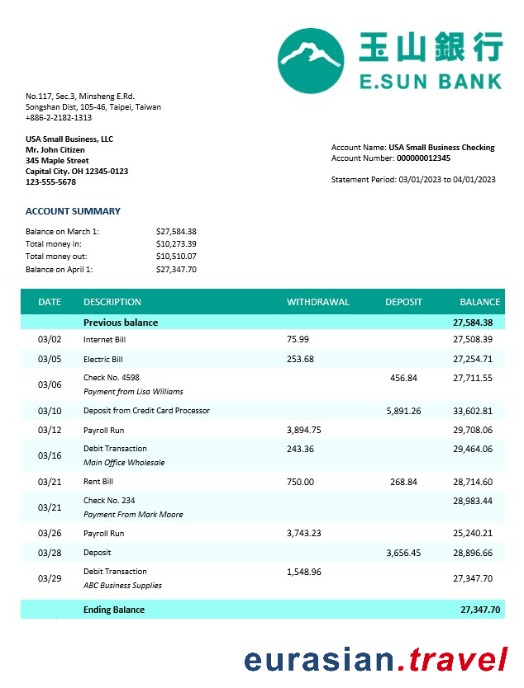 玉山銀行
E.SUN BANK
No.117, Sec.3, Minsheng E.Rd.
Songshan Dist, 105-46, Taipei, Taiwan
+886-2-2182-1313
USA Small Business, LLC
Mr. John Citizen
345 Maple Street
Capital City. OH 12345-0123
123-555-5678
Account Name: USA Small Business Checking
Account Number: 000000012345
Statement Period: 03/01/2023 to 04/01/2023
ACCOUNT SUMMARY
Balance on March 1: $27,584.38
Total money in: $10,273.39
Total money out: $10,510.07
Balance on April 1: $27,347.70
DATE DESCRIPTION WITHDRAWAL DEPOSIT BALANCE
Previous balance 27,584.38
03/02 Internet Bill 75.99 27,508.39
03/05 Electric Bill 253.68 27,254.71
03/06 Check No. 4598 456.84 27,711.55
Payment from Lisa Williams
03/10 Deposit from Credit Card Processor 5,891.26 33,602.81
03/12 Payroll Run 3,894.75 29,708.06
03/16 Debit Transaction 243.36 29,464.06
Main Office Wholesale
03/21 Rent Bill 750.00 268.84 28,714.60
03/21 Check No. 234 28,983.44
Payment From Mark Moore
03/26 Payroll Run 3,743.23 25,240.21
03/28 Deposit 3,656.45 28,896.66
03/29 Debit Transaction 1,548.96 27,347.70
ABC Business Supplies
Ending Balance 27,347.70
eurasian.travel